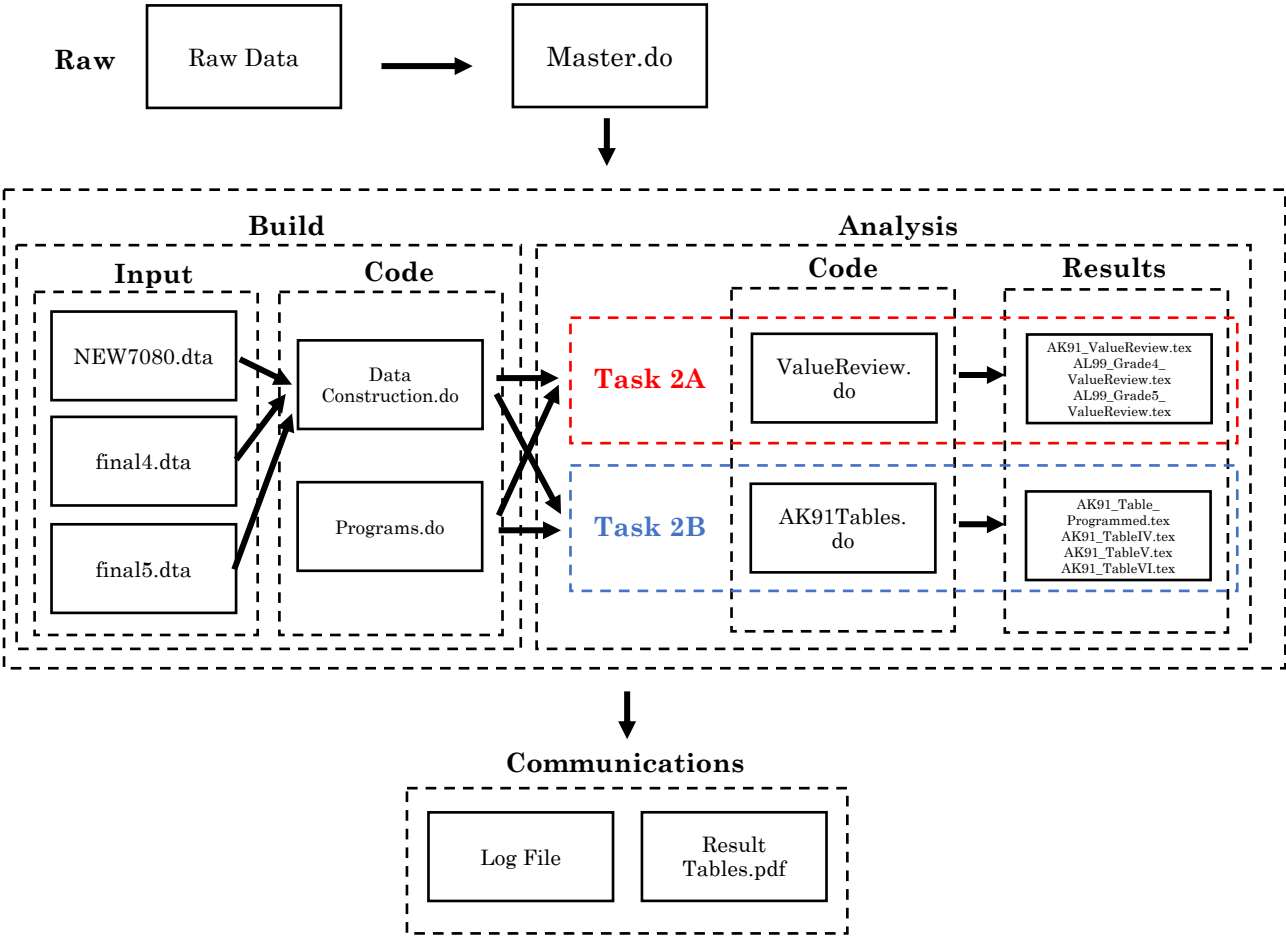 Raw
Raw Data
Master.do
Build
Analysis
Input
Code
Code
Results
NEW7080.dta
final4.dta
final5.dta
Data
Construction.do
Programs.do
Task 2A
ValueReview.
do
AK91_ValueReview.tex
AL99_Grade4_
ValueReview.tex
AL99_Grade5_
ValueReview.tex
Task 2B
AK91Tables.
do
AK91_Table_
Programmed.tex
AK91_TableIV.tex
AK91_TableV.tex
AK91_TableVI.tex
Communications
Log File
Result
Tables.pdf